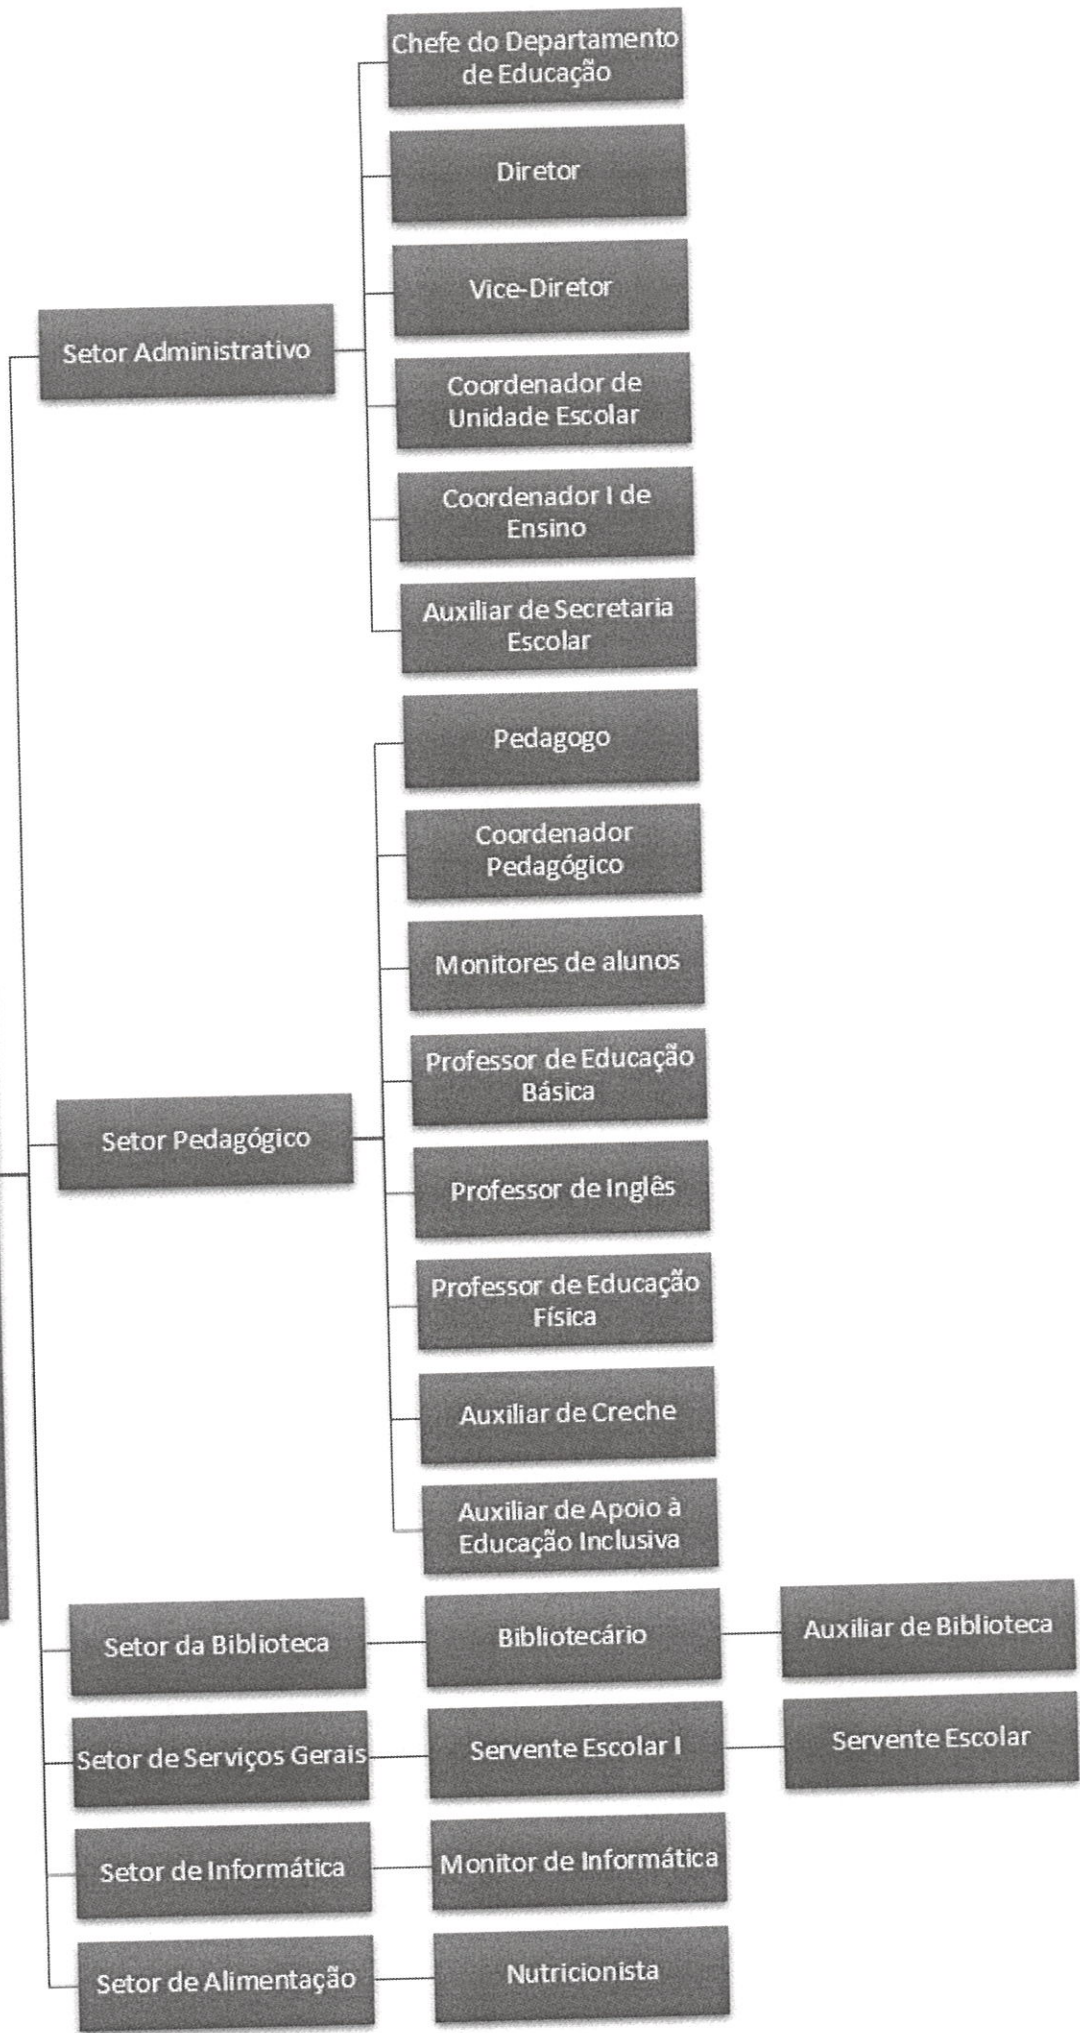 Chefe do Departamento
de Educação
Diretor
Vice-Diretor
Setor Administrativo
Coordenador de
Unidade Escolar
Coordenador I de
Ensino
Auxiliar de Secretaria
Escolar
Pedagogo
Coordenador
Pedagógico
Monitores de alunos
Professor de Educação
Básica
Setor Pedagógico
Professor de Inglês
Professor de Educação
Física
Auxiliar de Creche
Auxiliar de Apoio à
Educação Inclusiva
Setor da Biblioteca
Bibliotecário
Auxiliar de Biblioteca
Setor de Serviços Gerais
Servente Escolar I
Servente Escolar
Setor de Informática
Monitor de Informática
Setor de Alimentação
Nutricionista